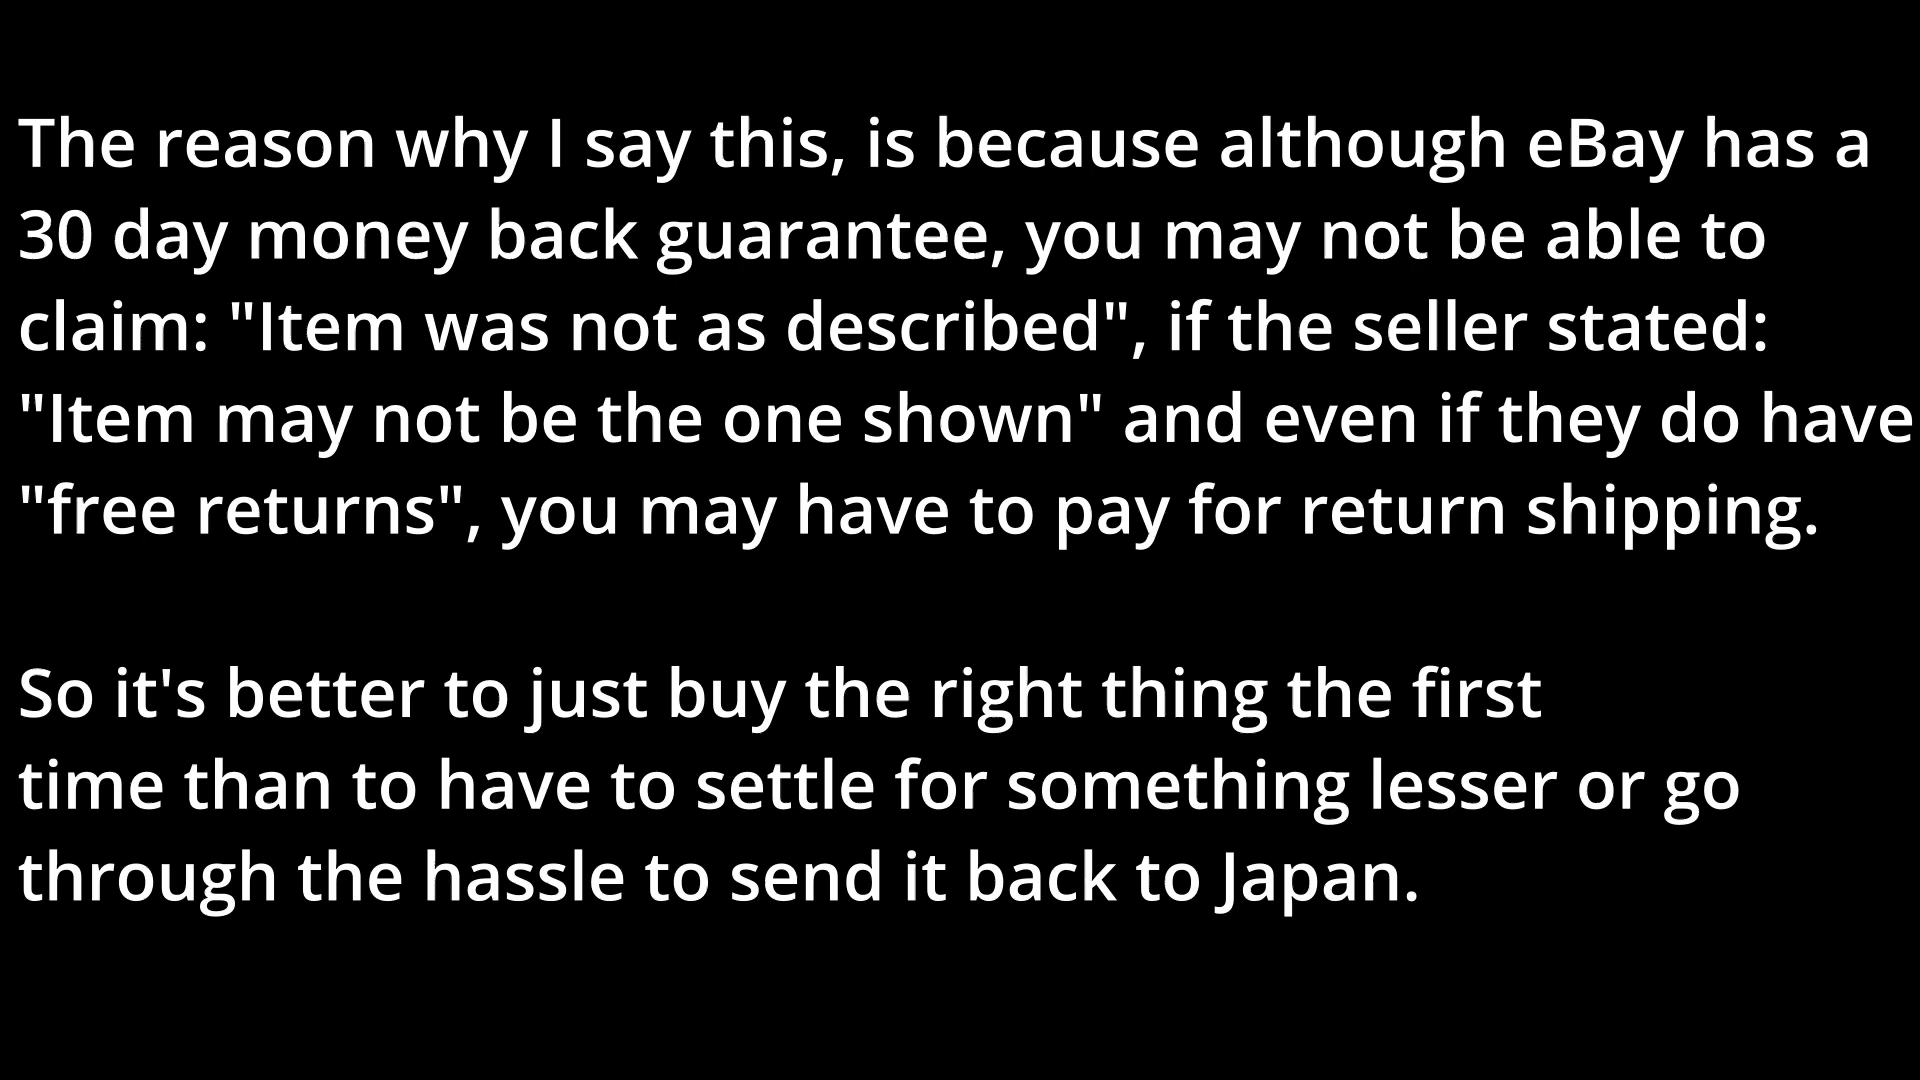 The reason why I say this, is because although eBay has a
30 day money back guarantee, you may not be able to
claim: "Item was not as described", if the seller stated:
"Item may not be the one shown" and even if they do have
"free returns", you may have to pay for return shipping.
So it's better to just buy the right thing the first
time than to have to settle for something lesser or go
through the hassle to send it back to Japan.